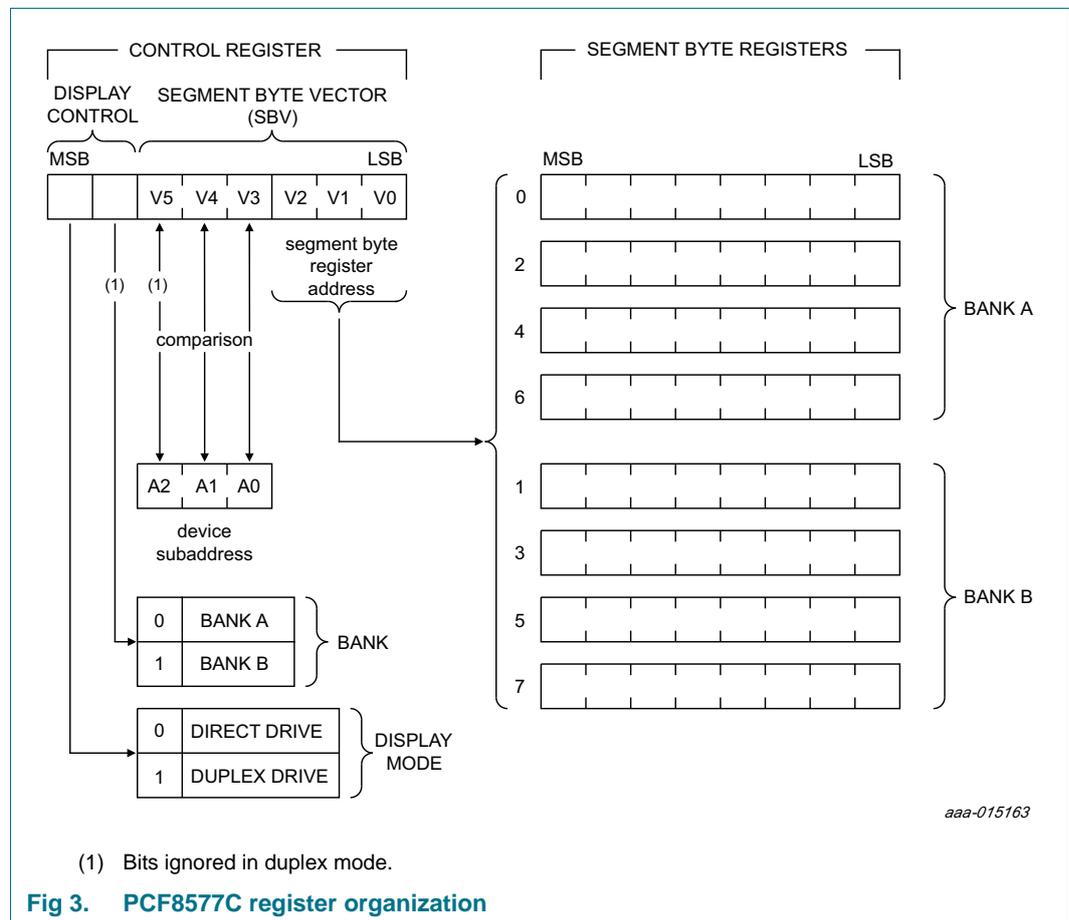 CONTROL REGISTER
DISPLAY
CONTROL
SEGMENT BYTE VECTOR
(SBV)
MSB
LSB
V5 V4 V3 V2 V1 V0
(1)
(1)
comparison
segment byte
register
address
A2 A1 A0
device
subaddress
0 BANK A
1 BANK B
BANK
0 DIRECT DRIVE
1 DUPLEX DRIVE
DISPLAY
MODE
SEGMENT BYTE REGISTERS
MSB
LSB
0
2
4
6
BANK A
1
3
5
7
BANK B
aaa-015163
(1) Bits ignored in duplex mode.
Fig 3. PCF8577C register organization